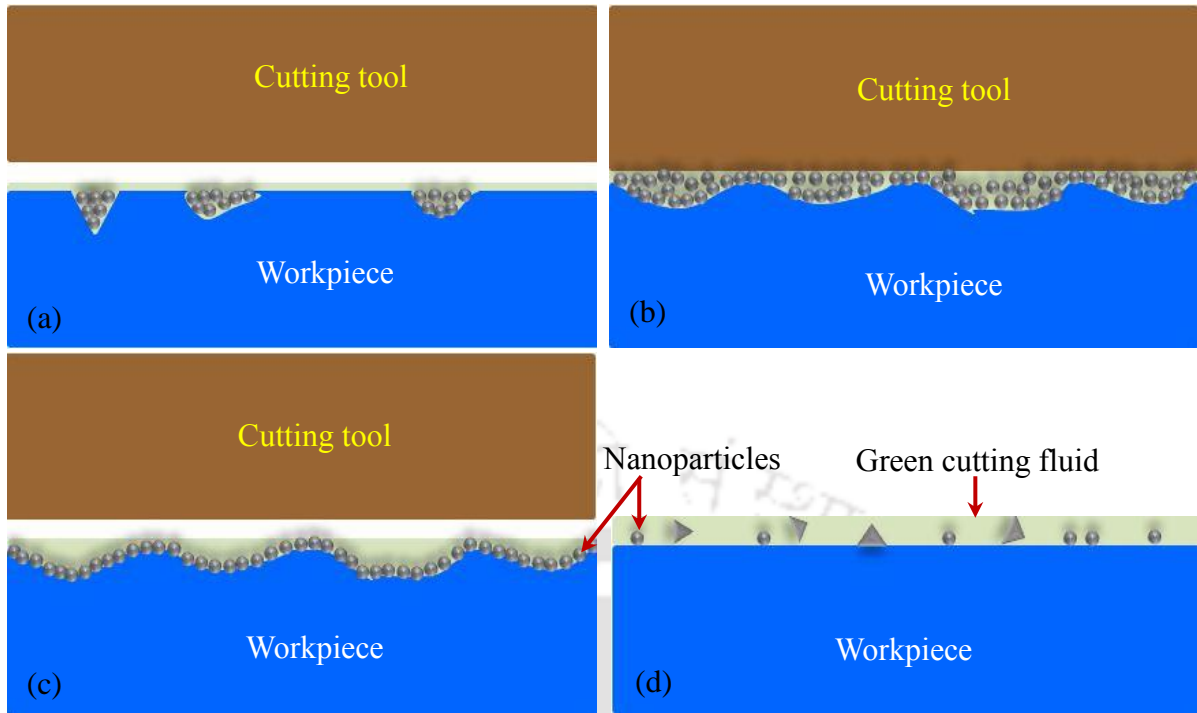 Cutting tool
Workpiece
(a)
Cutting tool
Workpiece
(b)
Cutting tool
Workpiece
(c)
Nanoparticles
Green cutting fluid
Workpiece
(d)